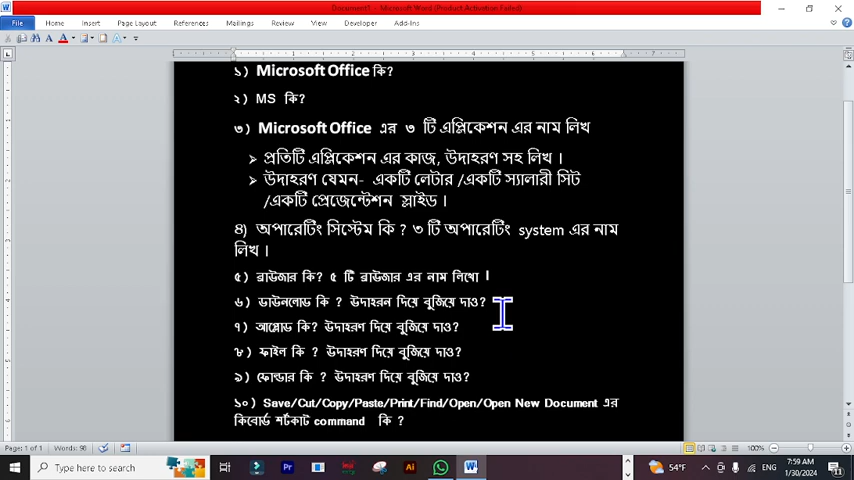 Document1 - Microsoft Word (Product Activation Failed)
File Home Insert Page Layout References Mailings Review View Developer Add-Ins
১) Microsoft Office কি?
২) MS কি?
৩) Microsoft Office এর ৩ টি এপ্লিকেশন এর নাম লিখ
➢ প্রতিটি এপ্লিকেশন এর কাজ, উদাহরণ সহ লিখ ।
➢ উদাহরণ যেমন- একটি লেটার /একটি স্যালারী সিট
/একটি প্রেজেন্টেশন স্লাইড ।
৪) অপারেটিং সিস্টেম কি ? ৩ টি অপারেটিং system এর নাম
লিখ ।
৫) ব্রাউজার কি? ৫ টি ব্রাউজার এর নাম লিখো ।
৬) ডাউনলোড কি ? উদাহরন দিয়ে বুজিয়ে দাও?
৭) আপ্লোড কি? উদাহরণ দিয়ে বুজিয়ে দাও?
৮) ফাইল কি ? উদাহরণ দিয়ে বুজিয়ে দাও?
৯) ফোল্ডার কি ? উদাহরণ দিয়ে বুজিয়ে দাও?
১০) Save/Cut/Copy/Paste/Print/Find/Open/Open New Document এর
কিবোর্ড শর্টকাট command কি ?
Page: 1 of 1 Words: 98 100%
Type here to search Pr Ai W 54°F ENG 7:59 AM
1/30/2024 11